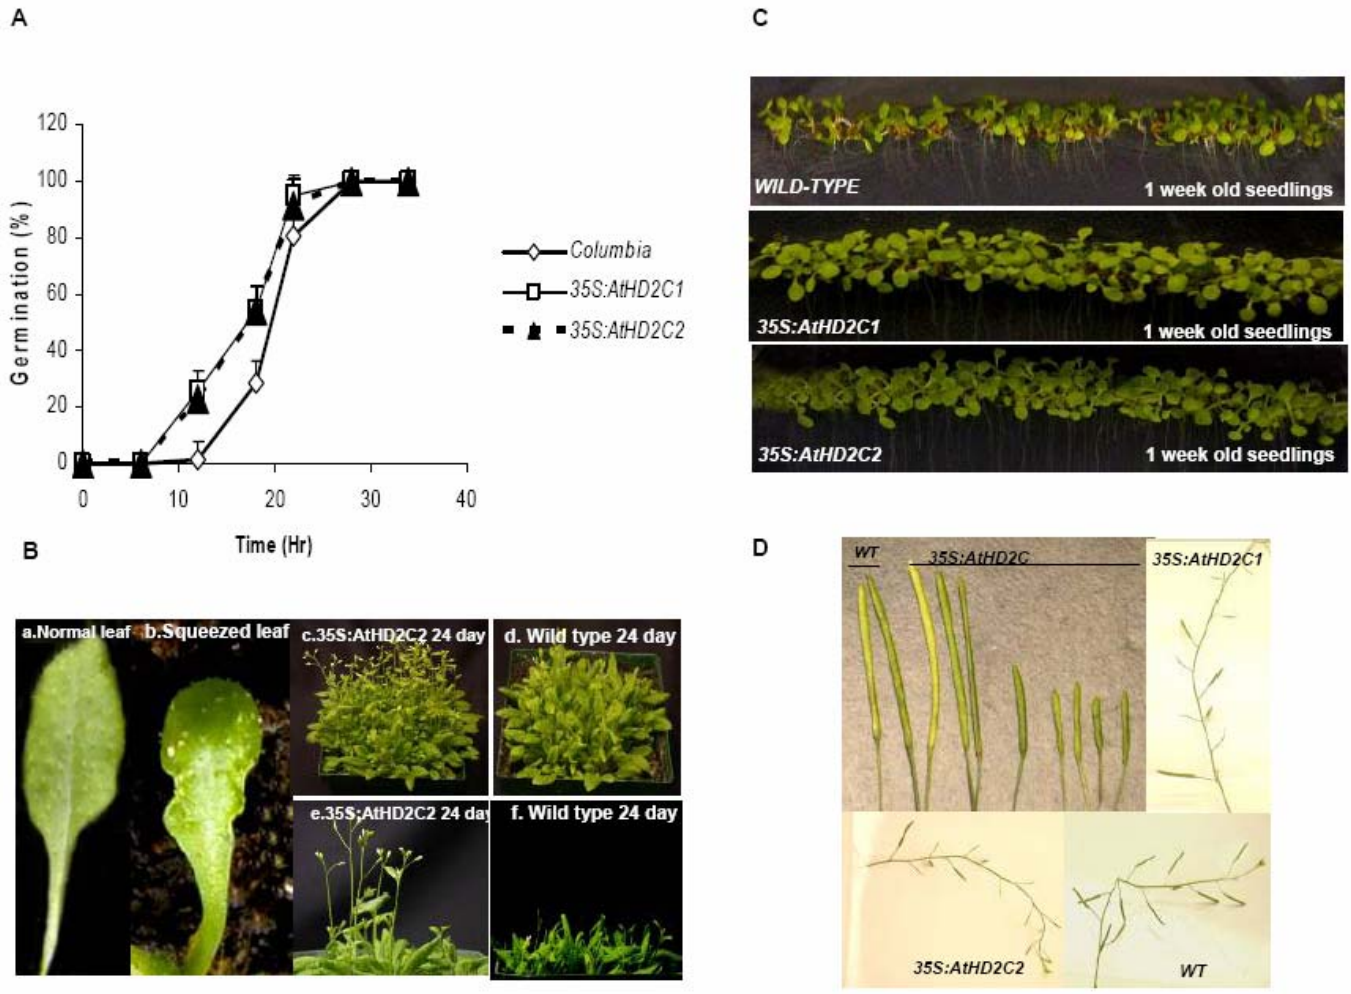 A
120
100
80
60
40
20
0
Germination (%)
0 10 20 30 40
Time (Hr)
Columbia
35S:AtHD2C1
35S:AtHD2C2
B
a.Normal leaf
b.Squeezed leaf
c.35S:AtHD2C2 24 day
d. Wild type 24 day
e.35S:AtHD2C2 24 day
f. Wild type 24 day
C
WILD-TYPE
1 week old seedlings
35S:AtHD2C1
1 week old seedlings
35S:AtHD2C2
1 week old seedlings
D
WT
35S:AtHD2C
35S:AtHD2C1
35S:AtHD2C2
WT